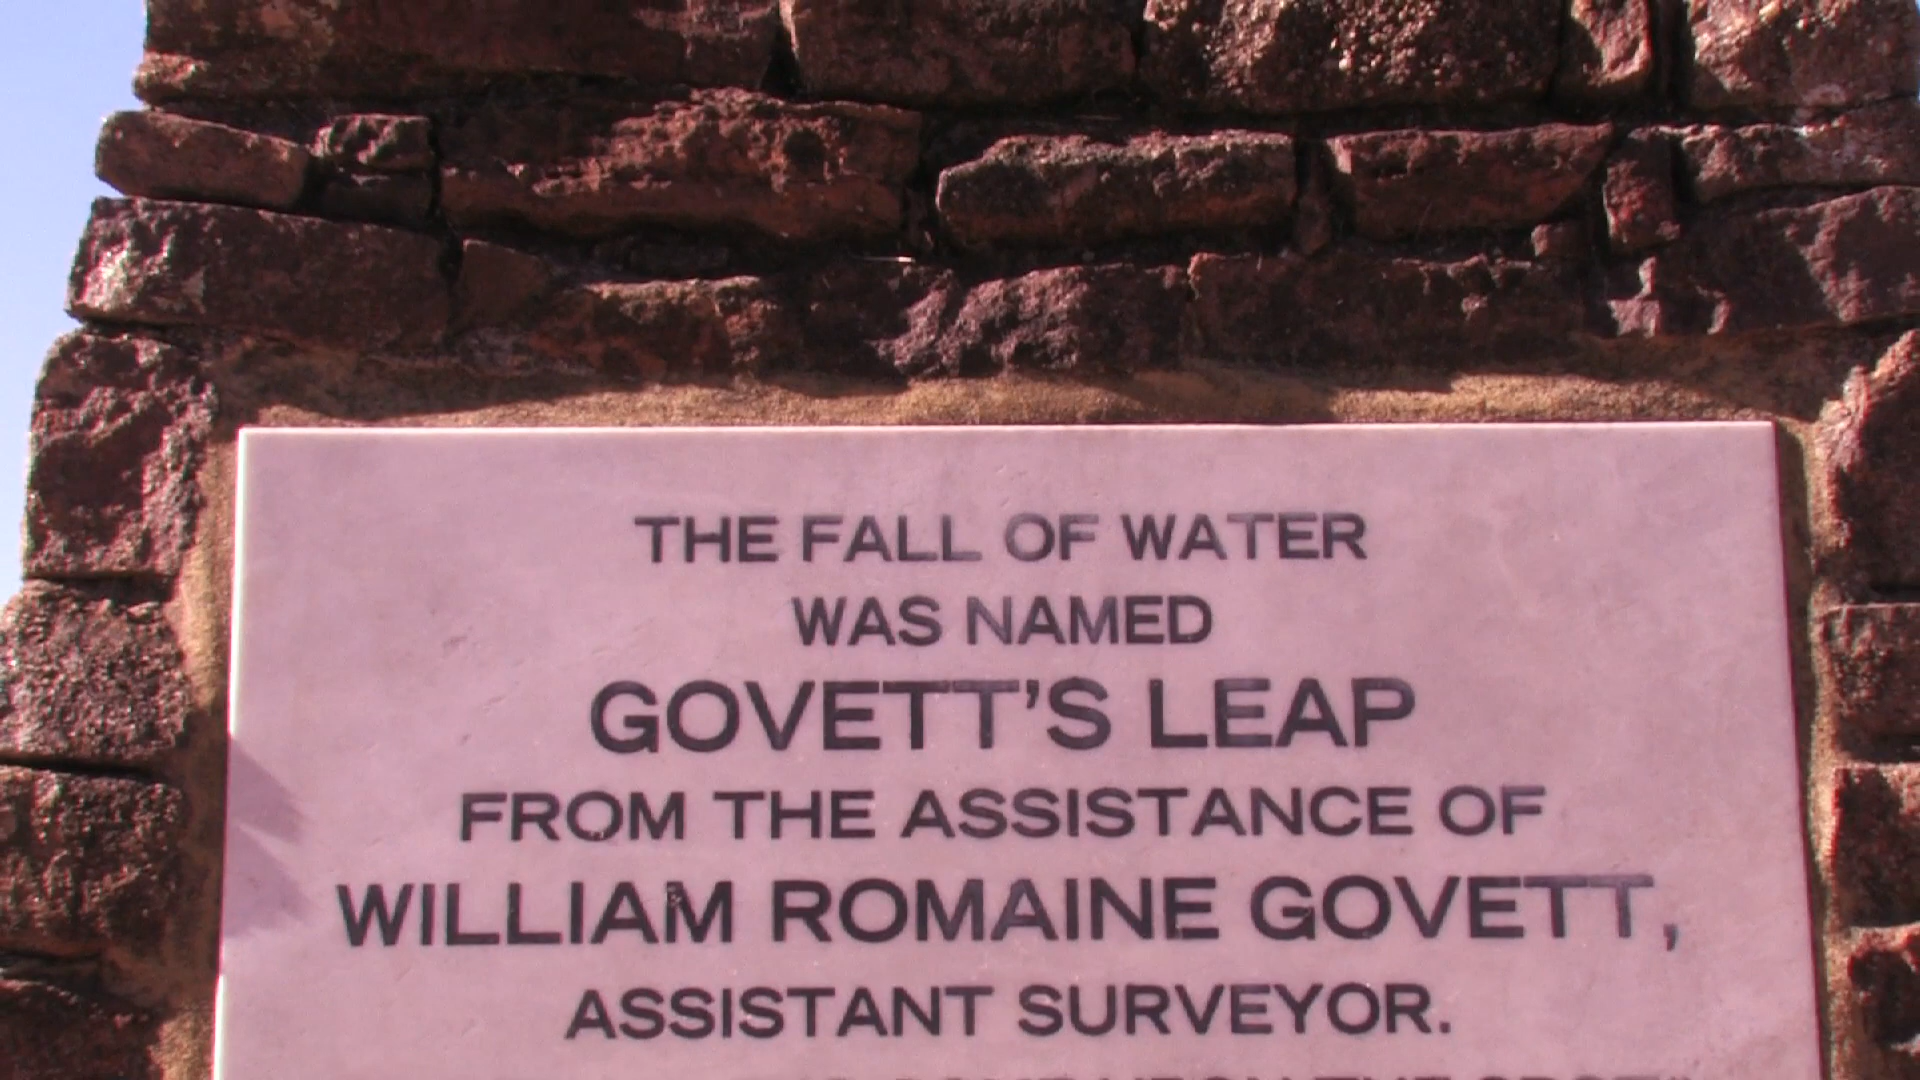 THE FALL OF WATER
WAS NAMED
GOVETT'S LEAP
FROM THE ASSISTANCE OF
WILLIAM ROMAINE GOVETT,
ASSISTANT SURVEYOR.